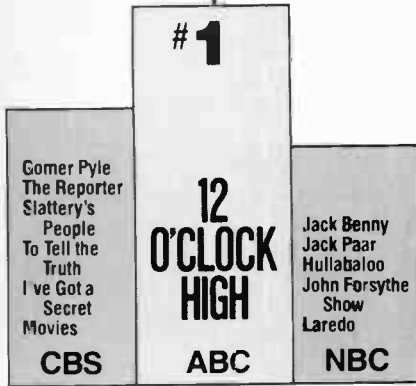 #1
Gomer Pyle
The Reporter
Slattery's
People
To Tell the
Truth
I've Got a
Secret
Movies
CBS
12
O'CLOCK
HIGH
ABC
Jack Benny
Jack Paar
Hullabaloo
John Forsythe
Show
Laredo
NBC